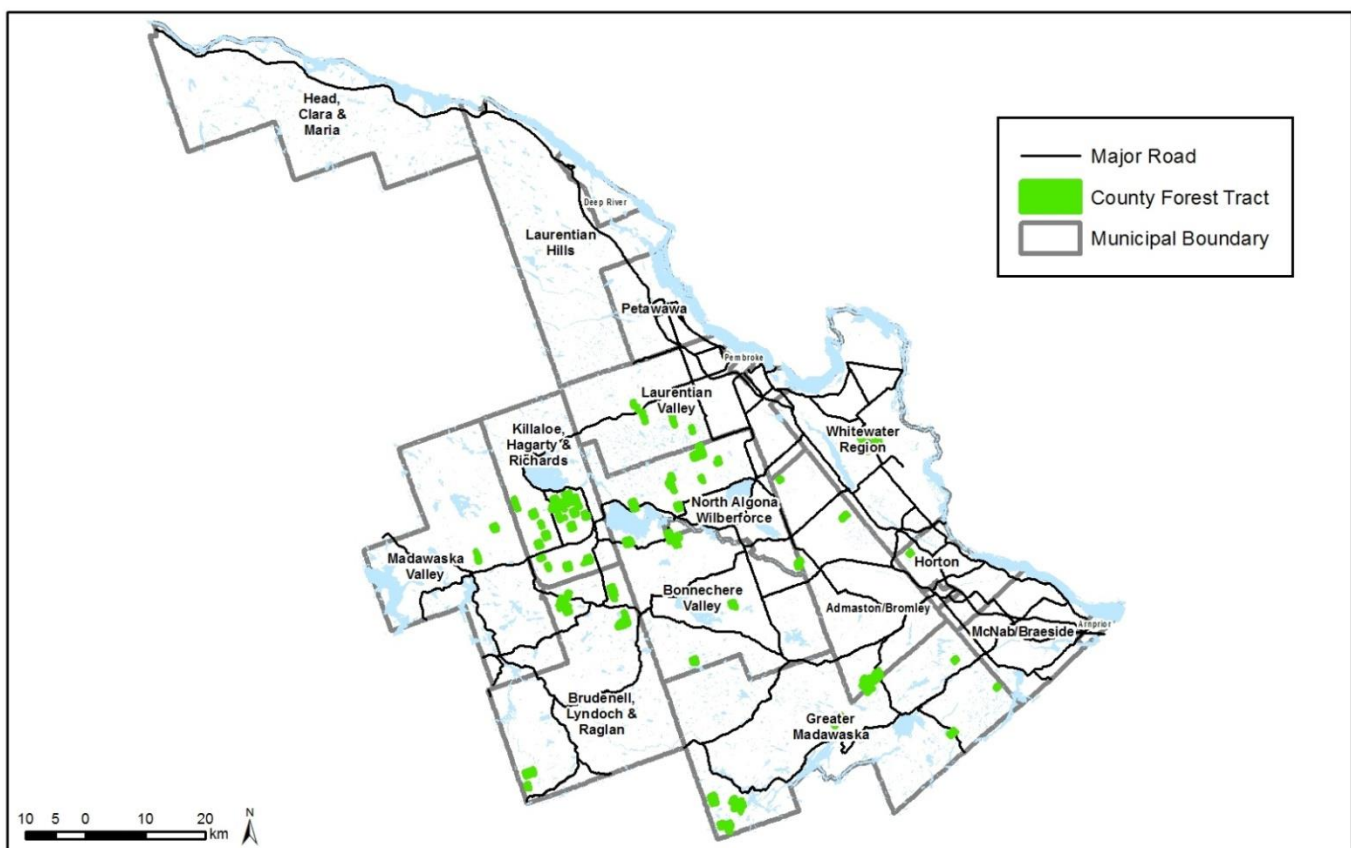 Head,
Clara &
Maria
Major Road
County Forest Tract
Municipal Boundary
Deep River
Laurentian
Hills
Petawawa
Pembroke
Laurentian
Valley
Killaloe,
Hagarty &
Richards
Whitewater
Region
North Algona
Wilberforce
Madawaska
Valley
Horton
Bonnechere
Valley
Admaston/Bromley
Arnprior
McNab/Braeside
Brudenell,
Lyndoch &
Raglan
Greater
Madawaska
10 5 0 10 20
km
N